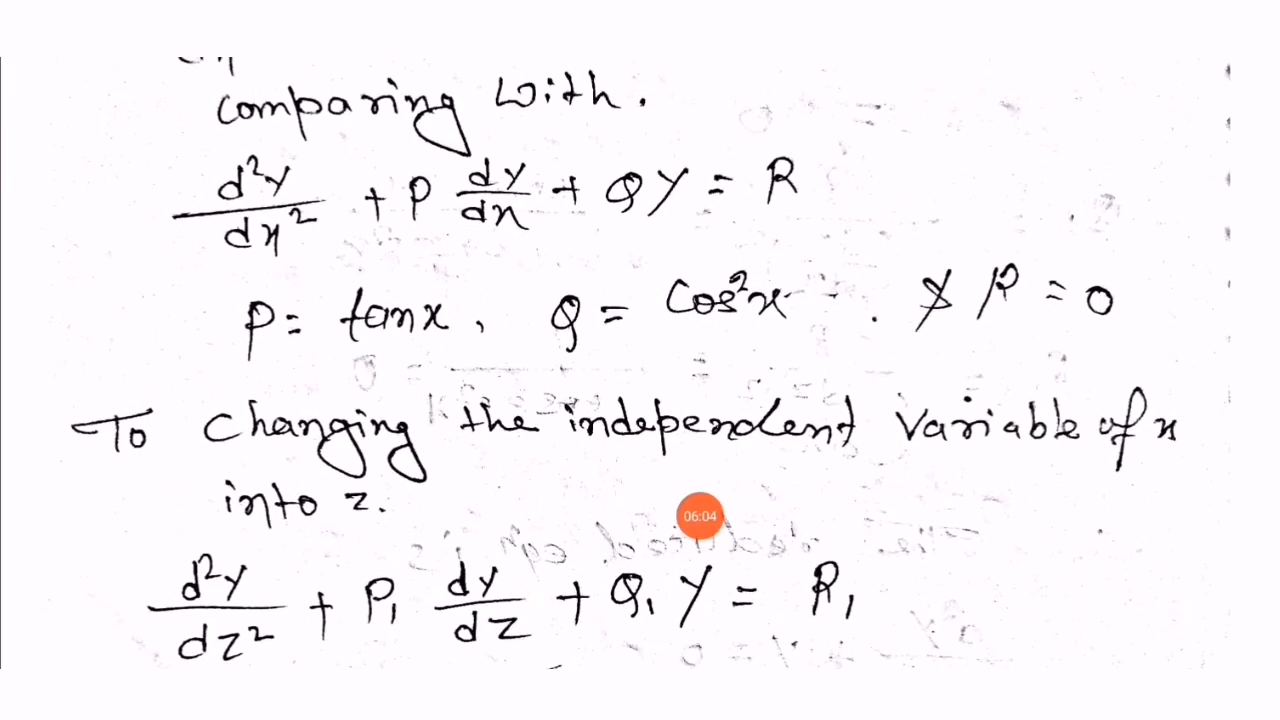 comparing with.
d²y/dx² + P dy/dx + Qy = R
P = tanx, Q = Cos²x . & R = 0
To changing the independent variable of x
into z.
06:04
d²y/dz² + P₁ dy/dz + Q₁ y = R₁